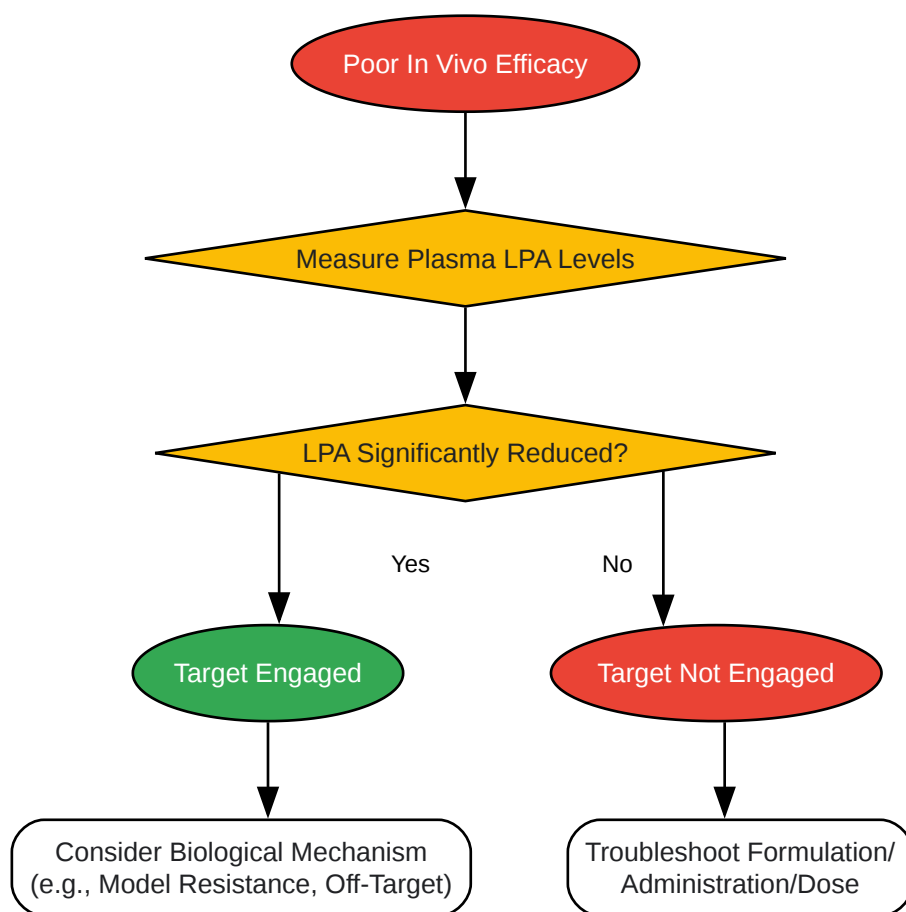 Poor In Vivo Efficacy
Measure Plasma LPA Levels
LPA Significantly Reduced?
Yes
No
Target Engaged
Target Not Engaged
Consider Biological Mechanism
(e.g., Model Resistance, Off-Target)
Troubleshoot Formulation/
Administration/Dose